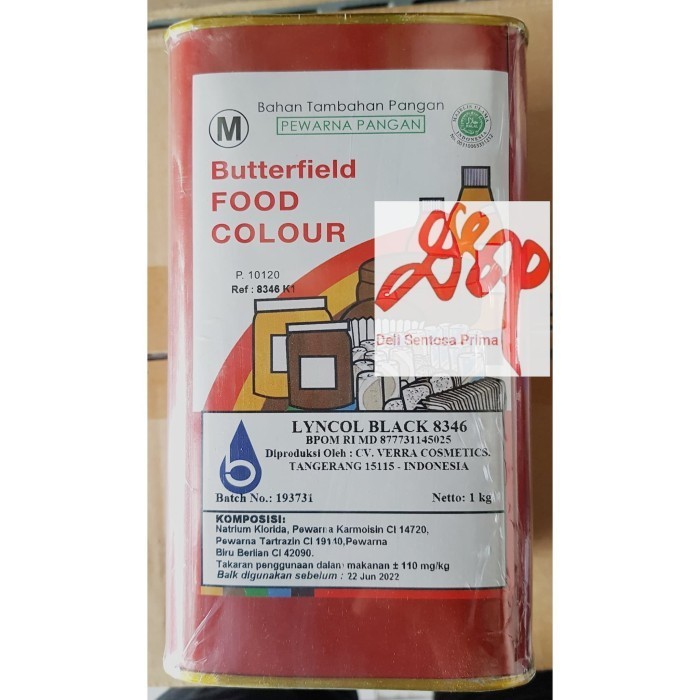 Bahan Tambahan Pangan
PEWARNA PANGAN
M
MAJELIS ULAMA
INDONESIA
Butterfield
FOOD
COLOUR
P. 10120
Ref : 8346 K1
Deli Sentosa Prima
LYNCOL BLACK 8346
BPOM RI MD 877731145025
Diproduksi Oleh : CV. VERRA COSMETICS.
TANGERANG 15115 - INDONESIA
Batch No.: 193731 Netto: 1 kg
KOMPOSISI:
Natrium Klorida, Pewarna Karmoisin CI 14720,
Pewarna Tartrazin CI 19140,Pewarna
Biru Berlian CI 42090.
Takaran penggunaan dalam makanan ± 110 mg/kg
Baik digunakan sebelum : 22 Jun 2022